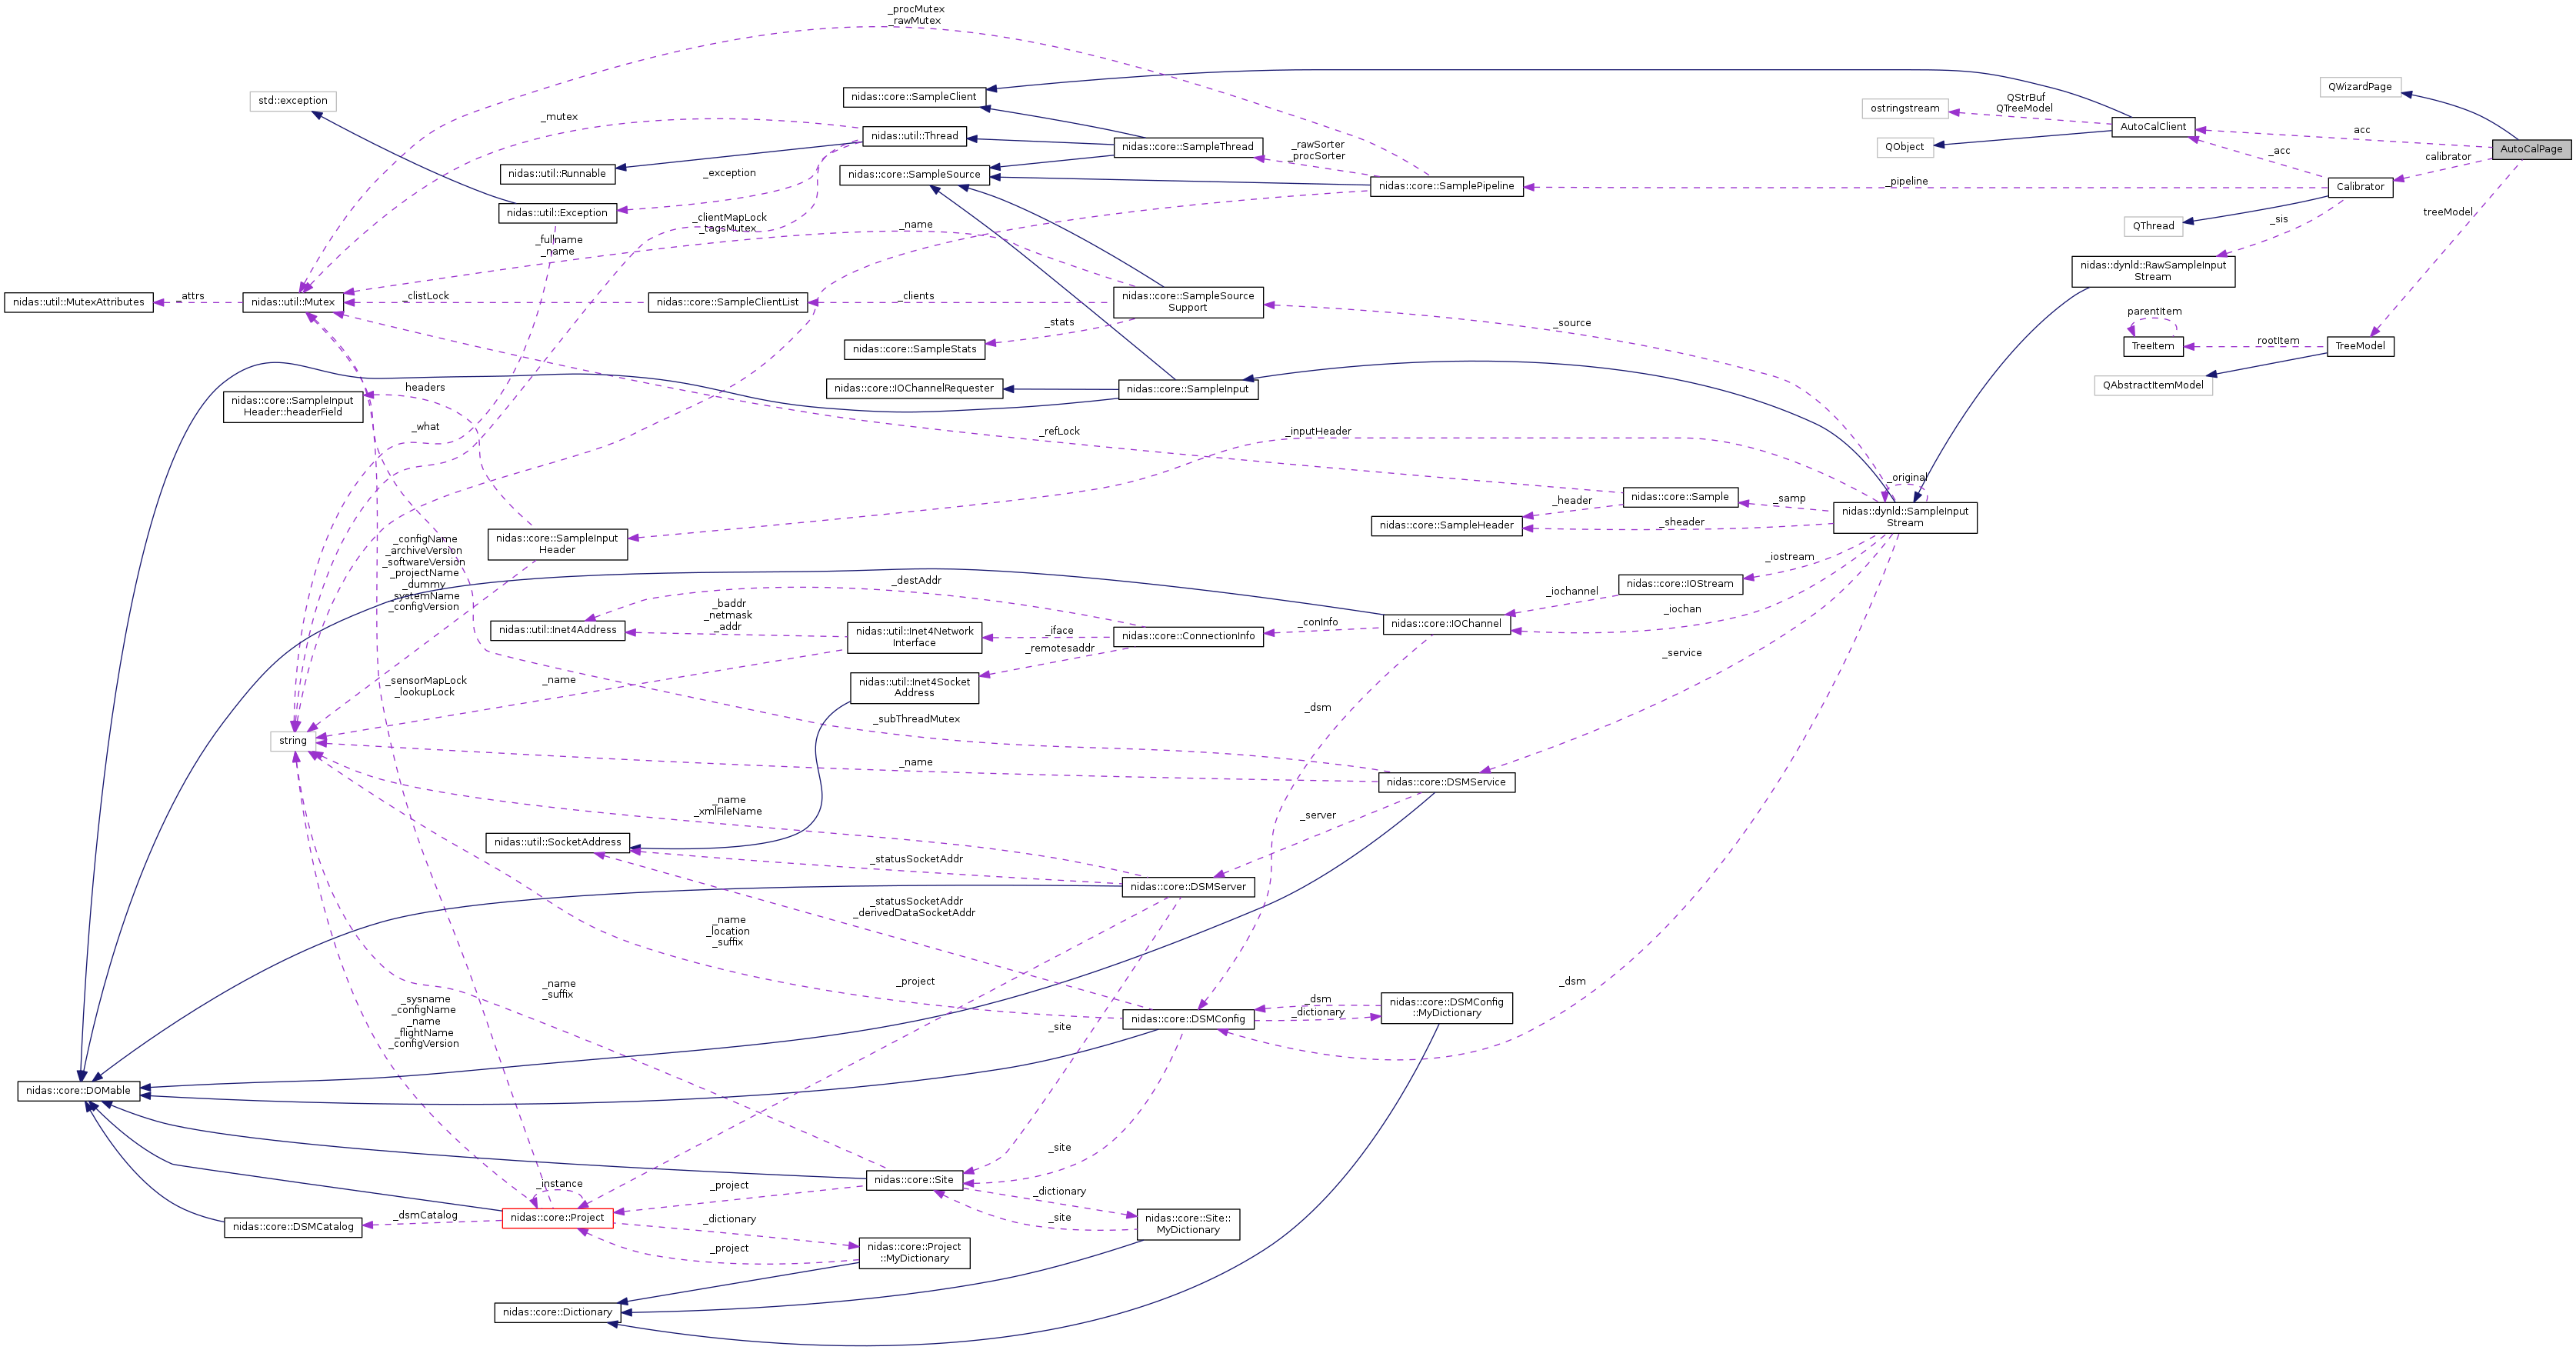 _procMutex
_rawMutex
QWizardPage
std::exception
nidas::core::SampleClient
QStrBuf
QTreeModel
ostringstream
_mutex
AutoCalClient
acc
nidas::util::Thread
nidas::core::SampleThread
QObject
_rawSorter
_procSorter
_acc
AutoCalPage
calibrator
nidas::util::Runnable
_exception
nidas::core::SampleSource
nidas::core::SamplePipeline
_pipeline
Calibrator
nidas::util::Exception
_clientMapLock
_tagsMutex
_name
treeModel
_sis
QThread
_fullname
_name
nidas::dynld::RawSampleInput
Stream
nidas::util::MutexAttributes
_attrs
nidas::util::Mutex
_clistLock
nidas::core::SampleClientList
_clients
nidas::core::SampleSource
Support
_stats
_source
parentItem
nidas::core::SampleStats
TreeItem
rootItem
TreeModel
headers
nidas::core::IOChannelRequester
nidas::core::SampleInput
QAbstractItemModel
nidas::core::SampleInput
Header::headerField
_what
_refLock
_inputHeader
_original
nidas::core::Sample
_samp
_header
nidas::dynld::SampleInput
Stream
nidas::core::SampleHeader
_sheader
nidas::core::SampleInput
Header
_configName
_archiveVersion
_softwareVersion
_projectName
_dummy
_systemName
_configVersion
_iostream
_destAddr
nidas::core::IOStream
_iochannel
_baddr
_netmask
_addr
_iochan
nidas::util::Inet4Address
nidas::util::Inet4Network
Interface
_iface
nidas::core::ConnectionInfo
_conInfo
nidas::core::IOChannel
_remotesaddr
_service
_sensorMapLock
_lookupLock
_name
nidas::util::Inet4Socket
Address
_dsm
_subThreadMutex
string
_name
nidas::core::DSMService
_name
_xmlFileName
_server
nidas::util::SocketAddress
_statusSocketAddr
nidas::core::DSMServer
_statusSocketAddr
_derivedDataSocketAddr
_name
_location
_suffix
_project
_dsm
_name
_suffix
_sysname
_configName
_name
_flightName
_configVersion
_dsm
_dictionary
nidas::core::DSMConfig
::MyDictionary
nidas::core::DSMConfig
_site
nidas::core::DOMable
_site
_instance
_project
nidas::core::Site
_dictionary
_dsmCatalog
nidas::core::Project
_dictionary
_site
nidas::core::Site::
MyDictionary
nidas::core::DSMCatalog
_project
nidas::core::Project
::MyDictionary
nidas::core::Dictionary